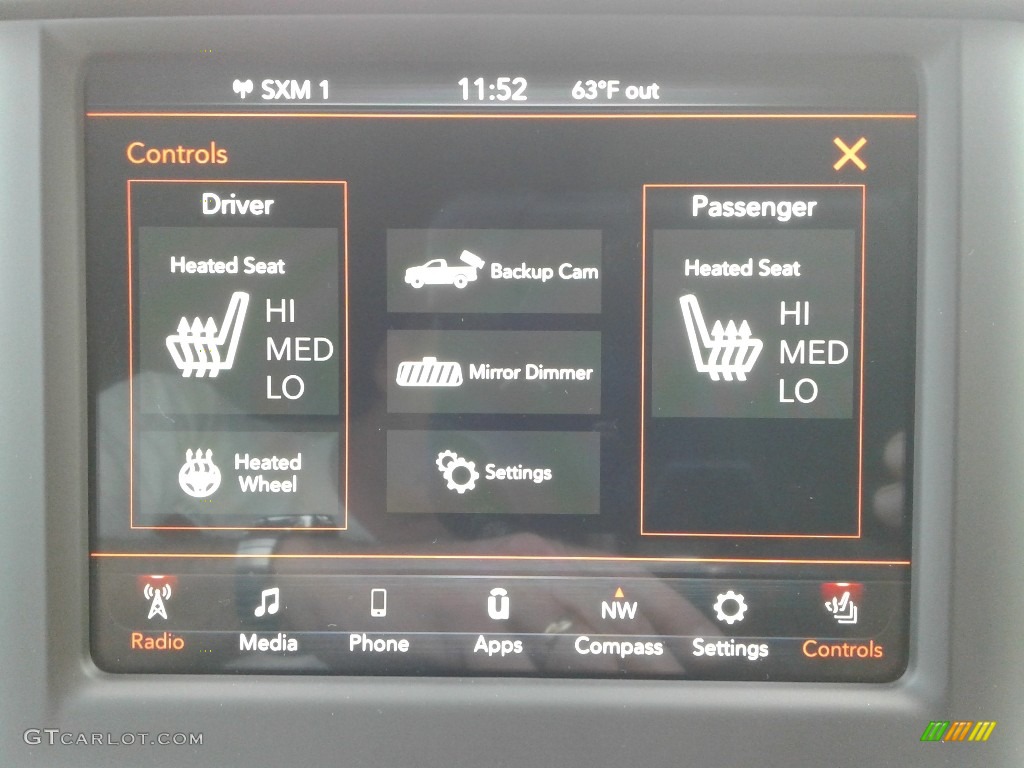 SXM 1 11:52 63°F out
Controls
Driver
Heated Seat
HI
MED
LO
Heated
Wheel
Backup Cam
Mirror Dimmer
Settings
Passenger
Heated Seat
HI
MED
LO
Radio Media Phone Apps NW Compass Settings Controls
GTCARLOT.COM